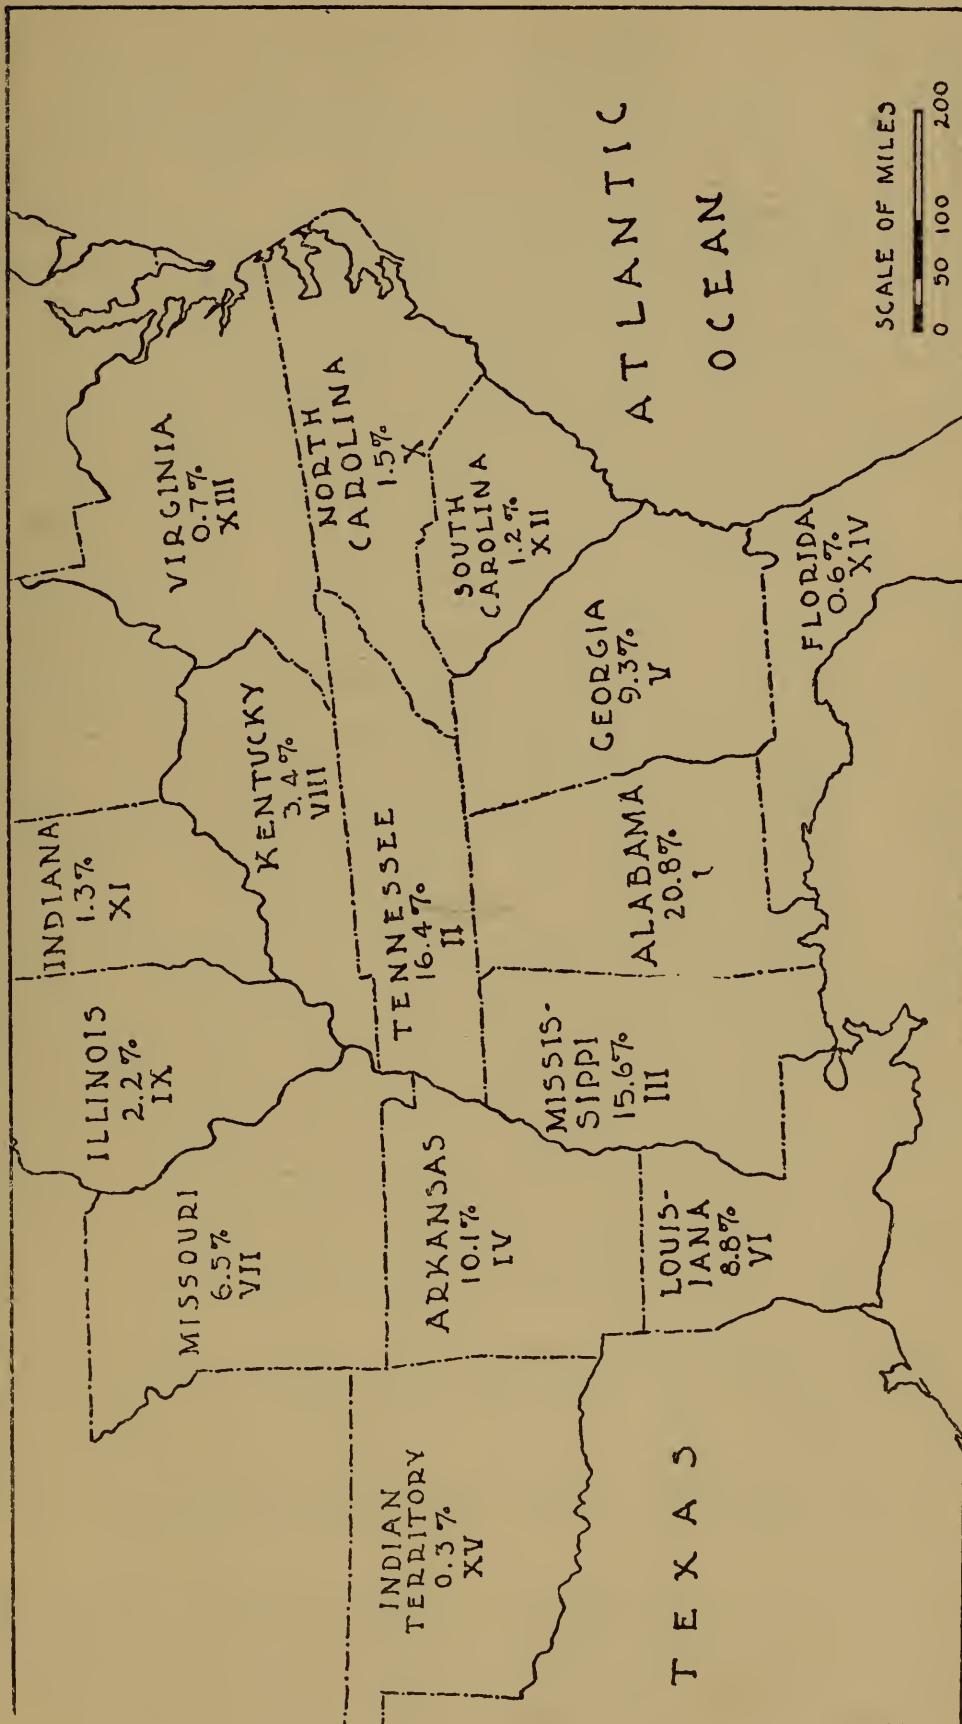 ILLINOIS
2.2%
IX
INDIANA
1.3%
XI
VIRGINIA
0.7%
XIII
MISSOURI
6.5%
VII
KENTUCKY
3.4%
VIII
NORTH
CAROLINA
1.5%
X
INDIAN
TERRITORY
0.3%
XV
ARKANSAS
10.1%
IV
TENNESSEE
16.4%
II
SOUTH
CAROLINA
1.2%
XII
MISSIS-
SIPPI
15.6%
III
ALABAMA
20.8%
I
GEORGIA
9.3%
V
ATLANTIC
OCEAN
TEXAS
LOUIS-
IANA
8.8%
VI
FLORIDA
0.6%
XIV
SCALE OF MILES
0 50 100 200